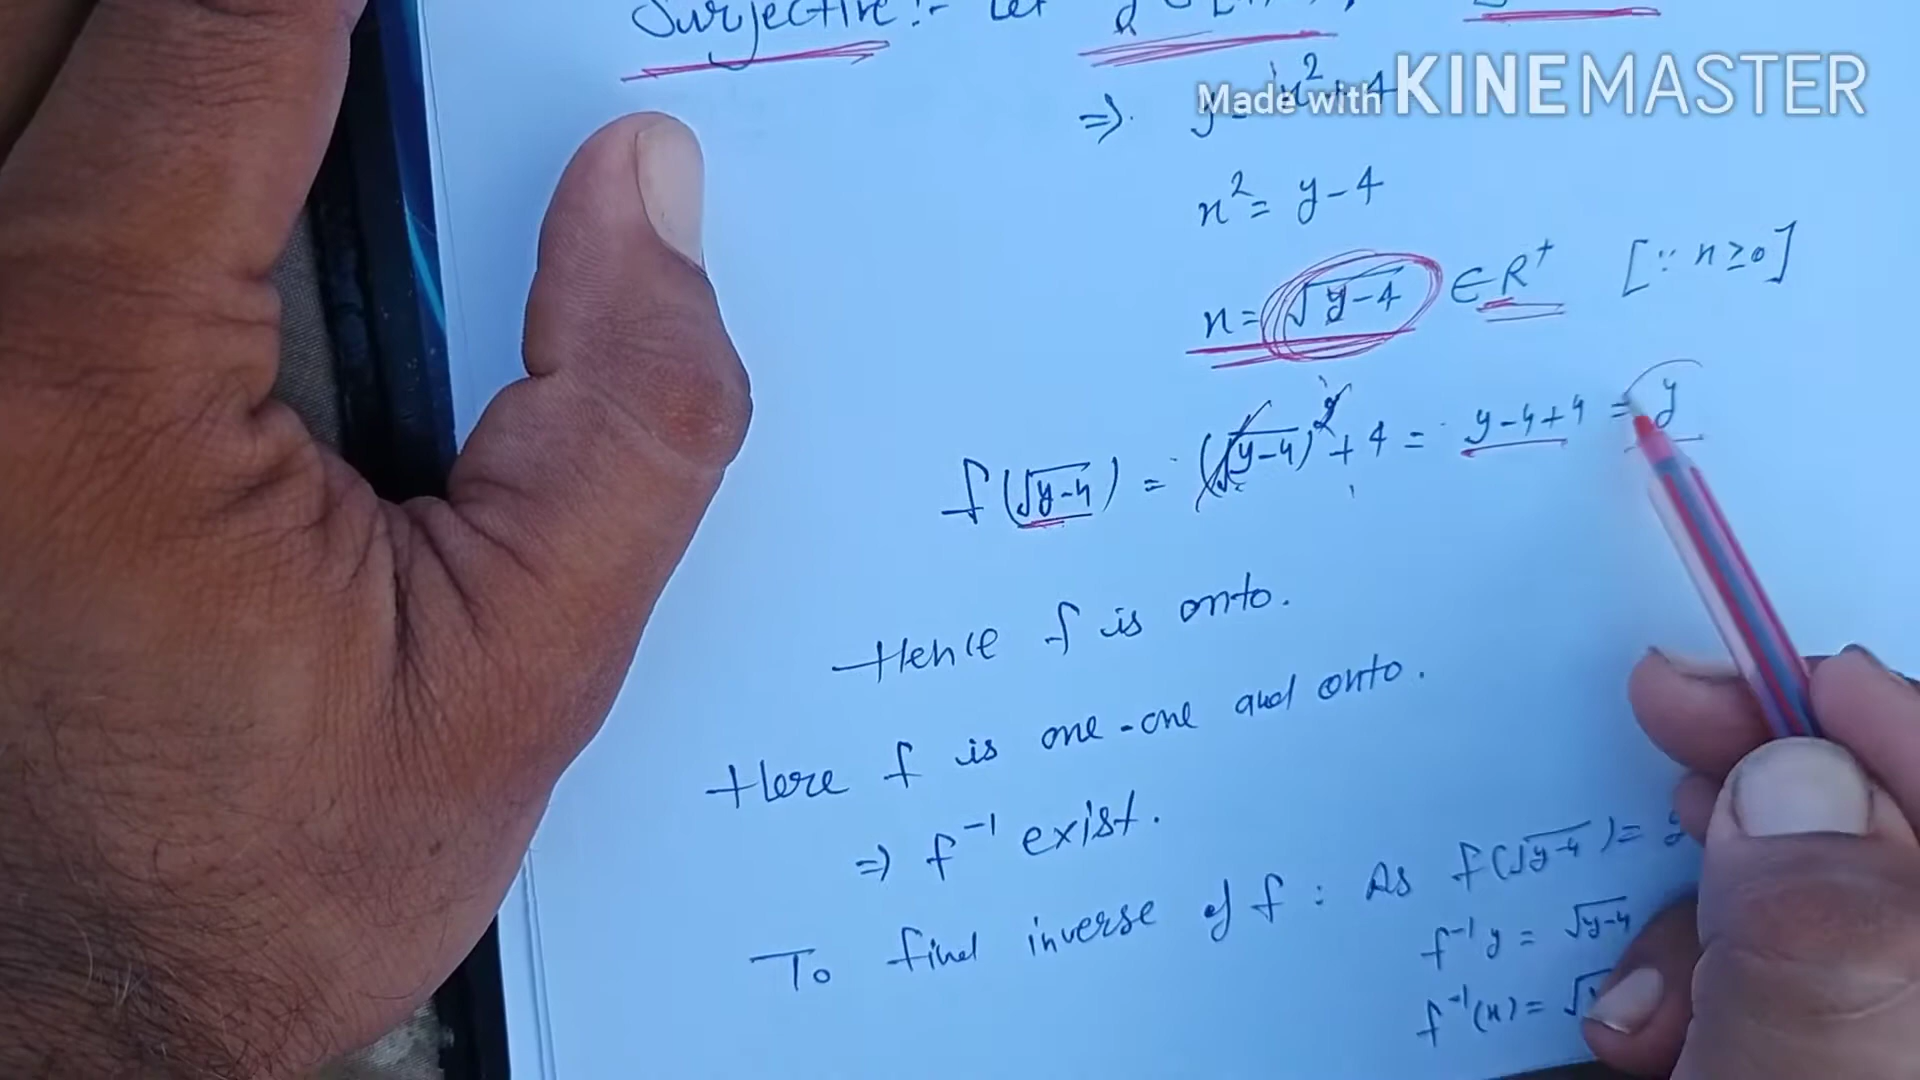 Surjective :- Let
⇒ y = x² + 4
Made with KINEMASTER
x² = y - 4
x = √y-4 ∈ R⁺ [∵ x ≥ 0]
f(√y-4) = (√y-4)² + 4 = y-4+4 = y
Hence f is onto.
Here f is one-one and onto.
⇒ f⁻¹ exist.
To find inverse of f : As f(√y-4) = y
f⁻¹ y = √y-4
f⁻¹(x) = √